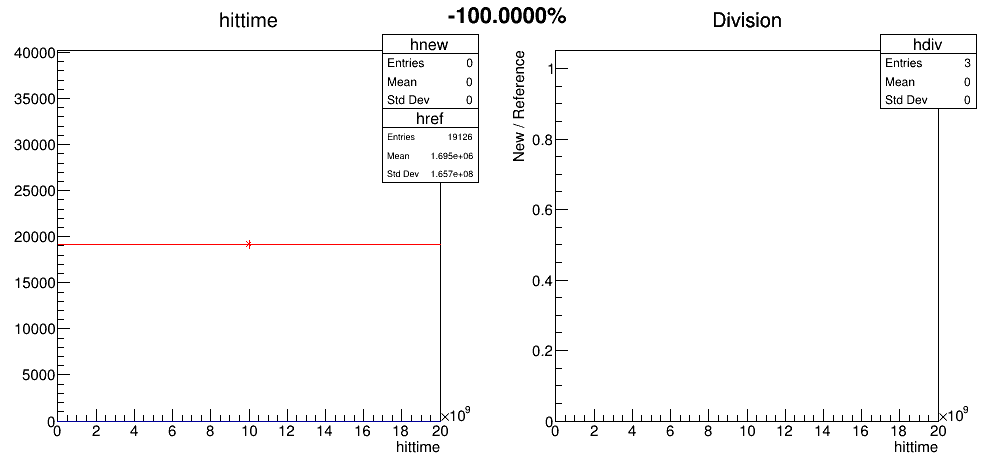 -100.0000%
hittime
hnew
Entries 0
Mean 0
Std Dev 0
href
Entries 19126
Mean 1.695e+06
Std Dev 1.657e+08
40000
35000
30000
25000
20000
15000
10000
5000
0
0 2 4 6 8 10 12 14 16 18 20
×10⁹
hittime
Division
hdiv
Entries 3
Mean 0
Std Dev 0
New / Reference
1
0.8
0.6
0.4
0.2
0
0 2 4 6 8 10 12 14 16 18 20
×10⁹
hittime